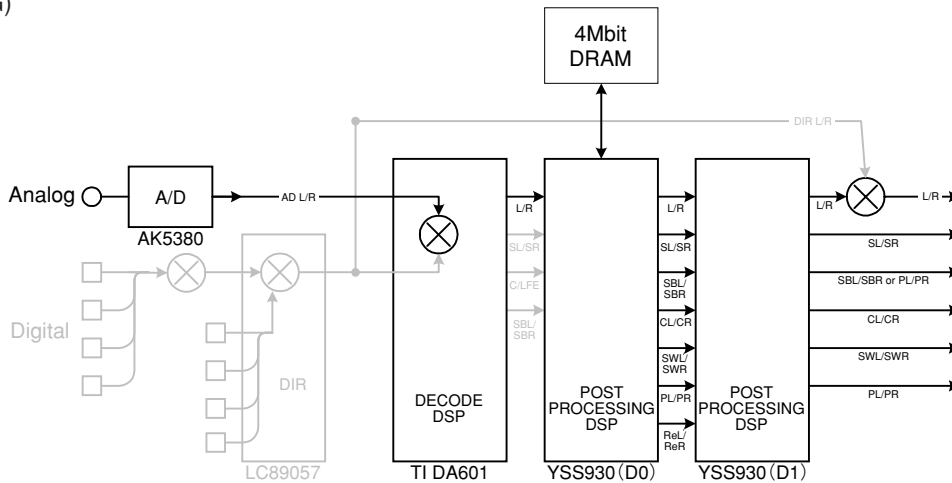 4Mbit
DRAM
DIR L/R
Analog
A/D
AD L/R
AK5380
L/R
L/R
L/R
L/R
SL/SR
SL/SR
SL/SR
C/LFE
SBL/
SBR
SBL/SBR or PL/PR
SBL/
SBR
CL/CR
CL/CR
Digital
SWL/
SWR
SWL/SWR
DIR
DECODE
DSP
POST
PROCESSING
DSP
PL/PR
POST
PROCESSING
DSP
PL/PR
ReL/
ReR
LC89057
TI DA601
YSS930 (D0)
YSS930 (D1)